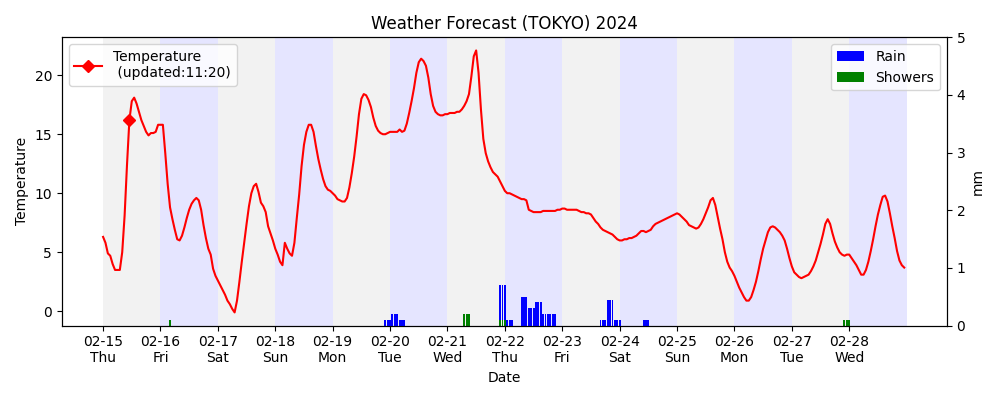 Weather Forecast (TOKYO) 2024
Temperature
(updated:11:20)
Rain
Showers
Temperature
20
15
10
5
0
5
4
3
2
1
0
mm
02-15 02-16 02-17 02-18 02-19 02-20 02-21 02-22 02-23 02-24 02-25 02-26 02-27 02-28
Thu Fri Sat Sun Mon Tue Wed Thu Fri Sat Sun Mon Tue Wed
Date